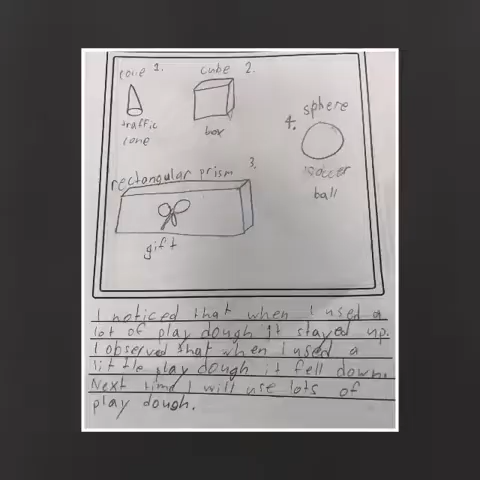 cone 1.
traffic
cone
cube 2.
box
rectangular prism 3.
gift
4. sphere
soccer
ball
I noticed that when I used a
lot of play dough it stayed up.
I observed that when I used a
little play dough it fell down.
Next time I will use lots of
play dough.